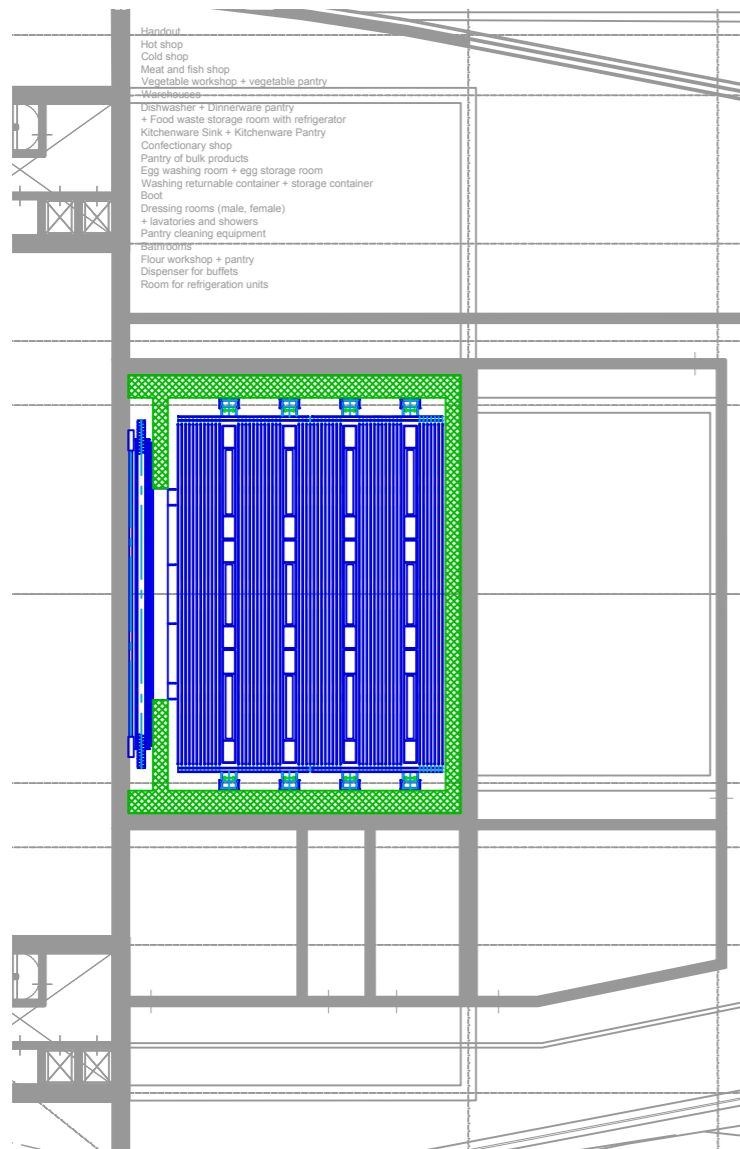 Handout
Hot shop
Cold shop
Meat and fish shop
Vegetable workshop + vegetable pantry
Warehouses
Dishwasher + Dinnerware pantry
+ Food waste storage room with refrigerator
Kitchenware Sink + Kitchenware Pantry
Confectionary shop
Pantry of bulk products
Egg washing room + egg storage room
Washing returnable container + storage container
Boot
Dressing rooms (male, female)
+ lavatories and showers
Pantry cleaning equipment
Bathrooms
Flour workshop + pantry
Dispenser for buffets
Room for refrigeration units